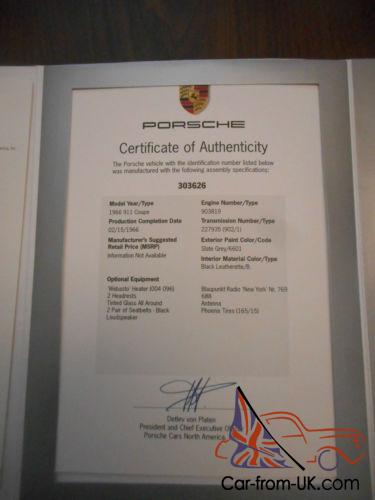 PORSCHE
Certificate of Authenticity
The Porsche vehicle with the identification number listed below
was manufactured with the following assembly specifications:
303626
Model Year/Type
1966 911 Coupe
Production Completion Date
02/15/1966
Manufacturer's Suggested
Retail Price (MSRP)
Information Not Available
Engine Number/Type
903819
Transmission Number/Type
227935 (902/1)
Exterior Paint Color/Code
Slate Grey/6601
Interior Material Color/Type
Black Leatherette/B
Optional Equipment
'Webasto' Heater (D04 096)
2 Headrests
Tinted Glass All Around
2 Pair of Seatbelts - Black
Loudspeaker
Blaupunkt Radio 'New York' Nr. 769
688
Antenna
Phoenix Tires (165/15)
Detlev von Platen
President and Chief Executive
Porsche Cars North America
Car-from-UK.com